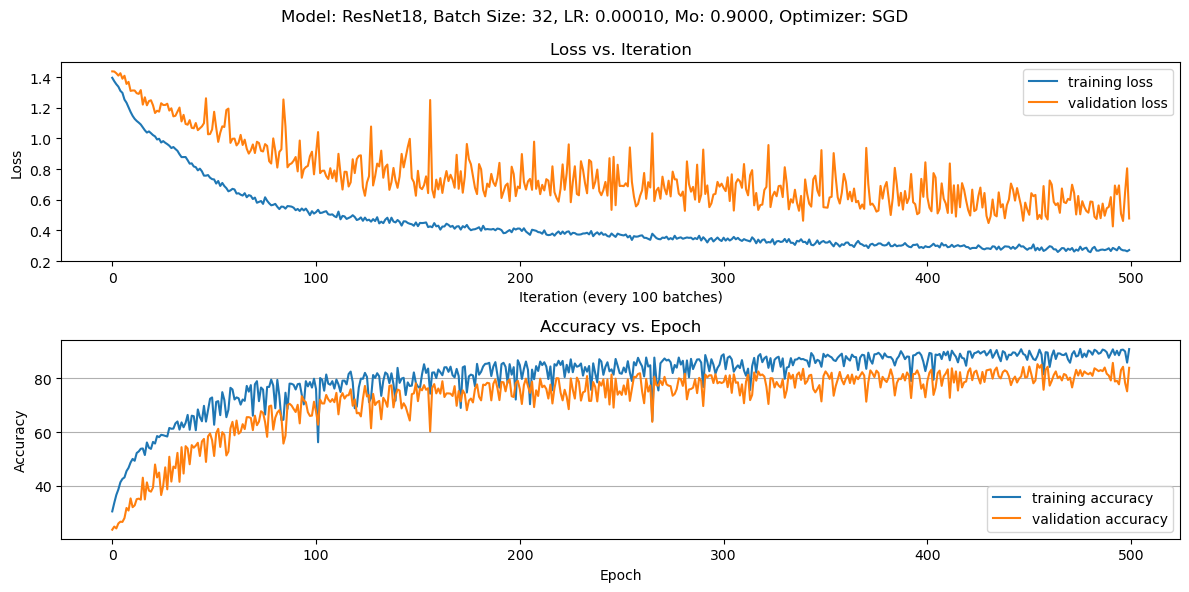 Model: ResNet18, Batch Size: 32, LR: 0.00010, Mo: 0.9000, Optimizer: SGD
Loss vs. Iteration
Loss
1.4
1.2
1.0
0.8
0.6
0.4
0.2
training loss
validation loss
0 100 200 300 400 500
Iteration (every 100 batches)
Accuracy vs. Epoch
Accuracy
80
60
40
training accuracy
validation accuracy
0 100 200 300 400 500
Epoch